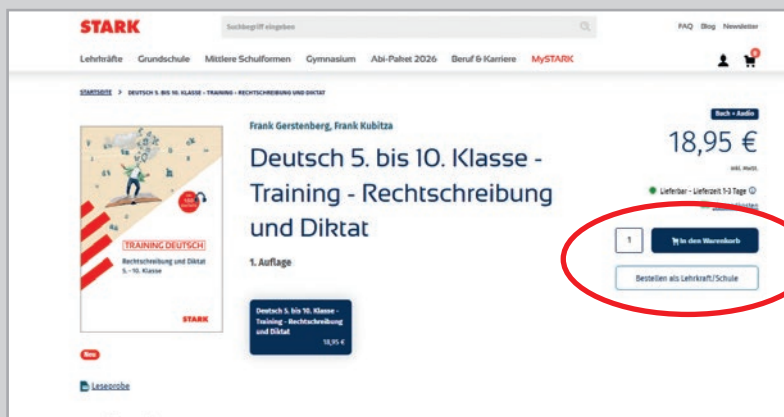 STARK
Suchbegriff eingeben
FAQ Blog Newsletter
Lehrkräfte Grundschule Mittlere Schulformen Gymnasium Abi-Paket 2026 Beruf & Karriere MySTARK
0
STARTSEITE > DEUTSCH 5. BIS 10. KLASSE - TRAINING - RECHTSCHREIBUNG UND DIKTAT
Buch + Audio
Frank Gerstenberg, Frank Kubitza
18,95 €
inkl. MwSt.
Deutsch 5. bis 10. Klasse -
Training - Rechtschreibung
und Diktat
Lieferbar - Lieferzeit 1-3 Tage
1. Auflage
1
In den Warenkorb
Bestellen als Lehrkraft/Schule
TRAINING DEUTSCH
Rechtschreibung und Diktat
5.-10. Klasse
STARK
Deutsch 5. bis 10. Klasse -
Training - Rechtschreibung
und Diktat
18,95 €
Neu
Leseprobe